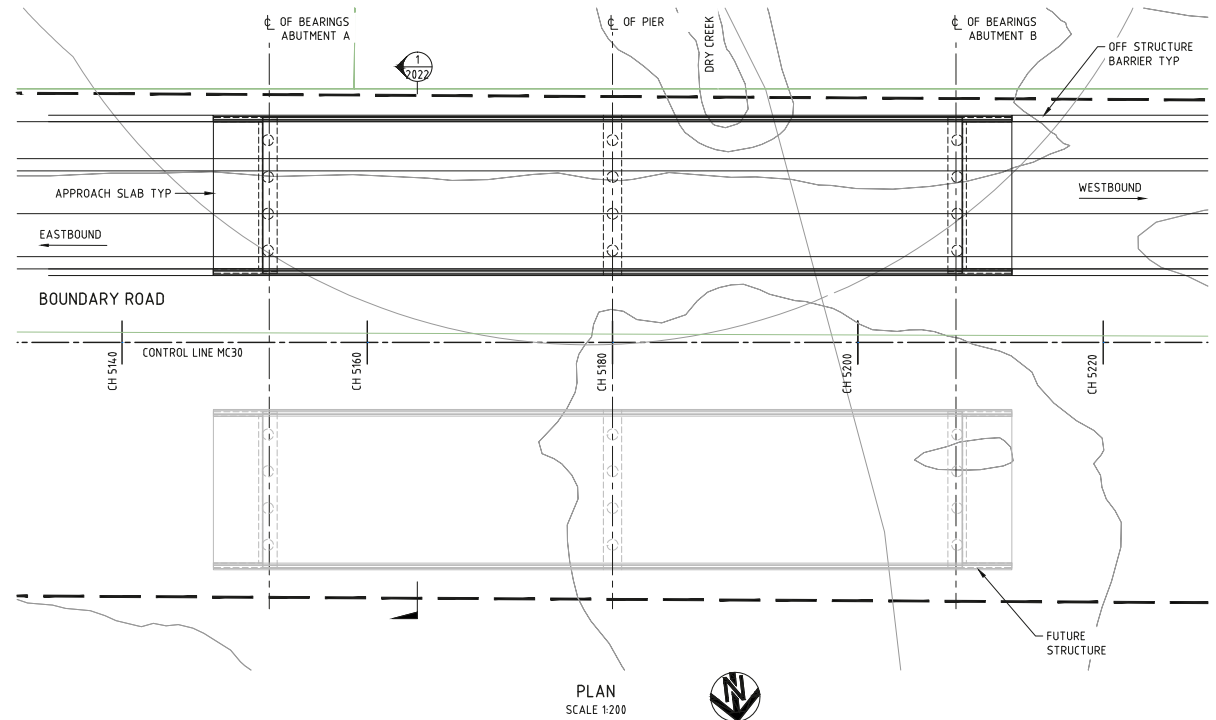 ℄ OF BEARINGS
ABUTMENT A
℄ OF PIER
DRY CREEK
℄ OF BEARINGS
ABUTMENT B
OFF STRUCTURE
BARRIER TYP
1
2022
APPROACH SLAB TYP
WESTBOUND
EASTBOUND
BOUNDARY ROAD
CONTROL LINE MC30
CH 5140
CH 5160
CH 5180
CH 5200
CH 5220
FUTURE
STRUCTURE
PLAN
SCALE 1:200
N